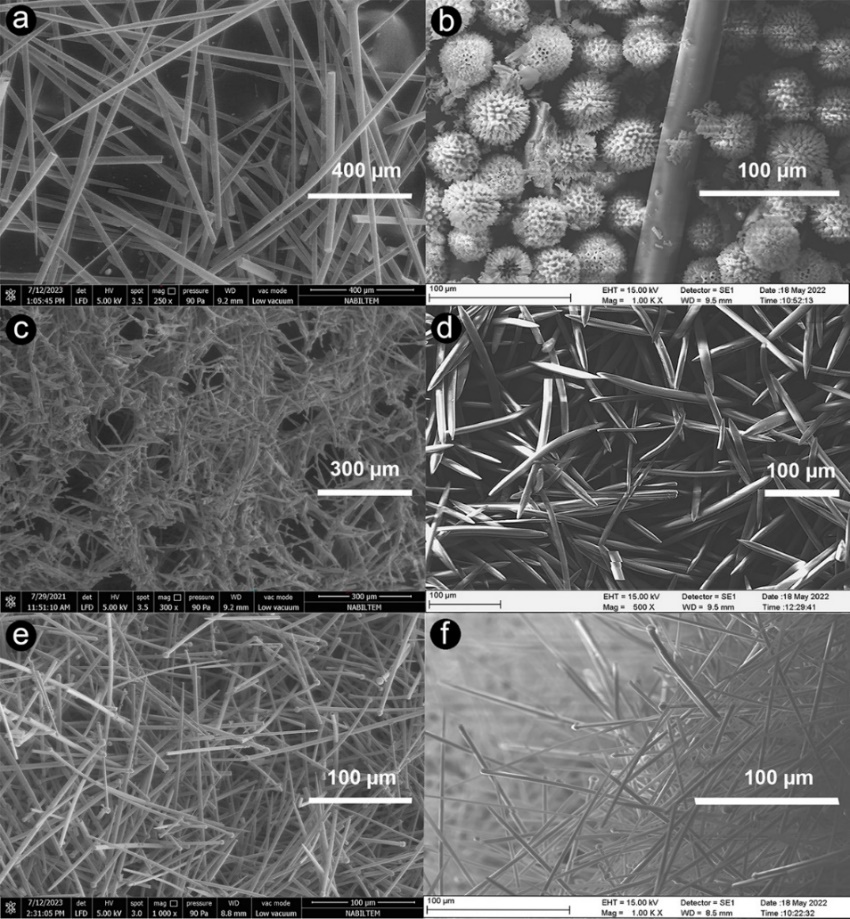 a
400 µm
7/12/2023 det HV spot mag pressure WD vac mode 400 µm
1:05:45 PM LFD 5.00 kV 3.5 250 x 90 Pa 9.2 mm Low vacuum NABILTEM
b
100 µm
100 µm EHT = 15.00 kV Detector = SE1 Date :18 May 2022
Mag = 1.00 K X WD = 9.5 mm Time :10:52:13
c
300 µm
7/29/2021 det HV spot mag pressure WD vac mode 300 µm
11:51:10 AM LFD 5.00 kV 3.5 300 x 90 Pa 9.2 mm Low vacuum NABILTEM
d
100 µm
100 µm EHT = 15.00 kV Detector = SE1 Date :18 May 2022
Mag = 500 X WD = 9.5 mm Time :12:29:41
e
100 µm
7/12/2023 det HV spot mag pressure WD vac mode 100 µm
2:31:05 PM LFD 5.00 kV 3.0 1 000 x 90 Pa 8.8 mm Low vacuum NABILTEM
f
100 µm
100 µm EHT = 15.00 kV Detector = SE1 Date :18 May 2022
Mag = 1.00 K X WD = 9.5 mm Time :10:22:32